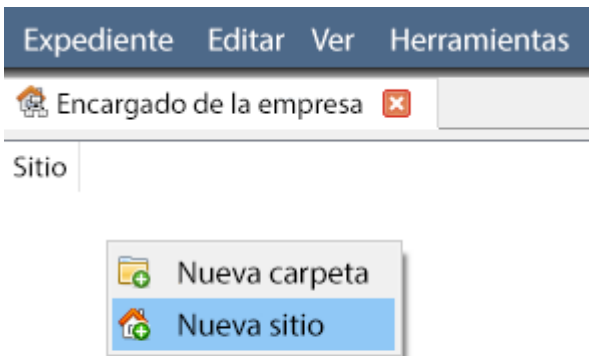 Expediente Editar Ver Herramientas
Encargado de la empresa
Sitio
Nueva carpeta
Nueva sitio